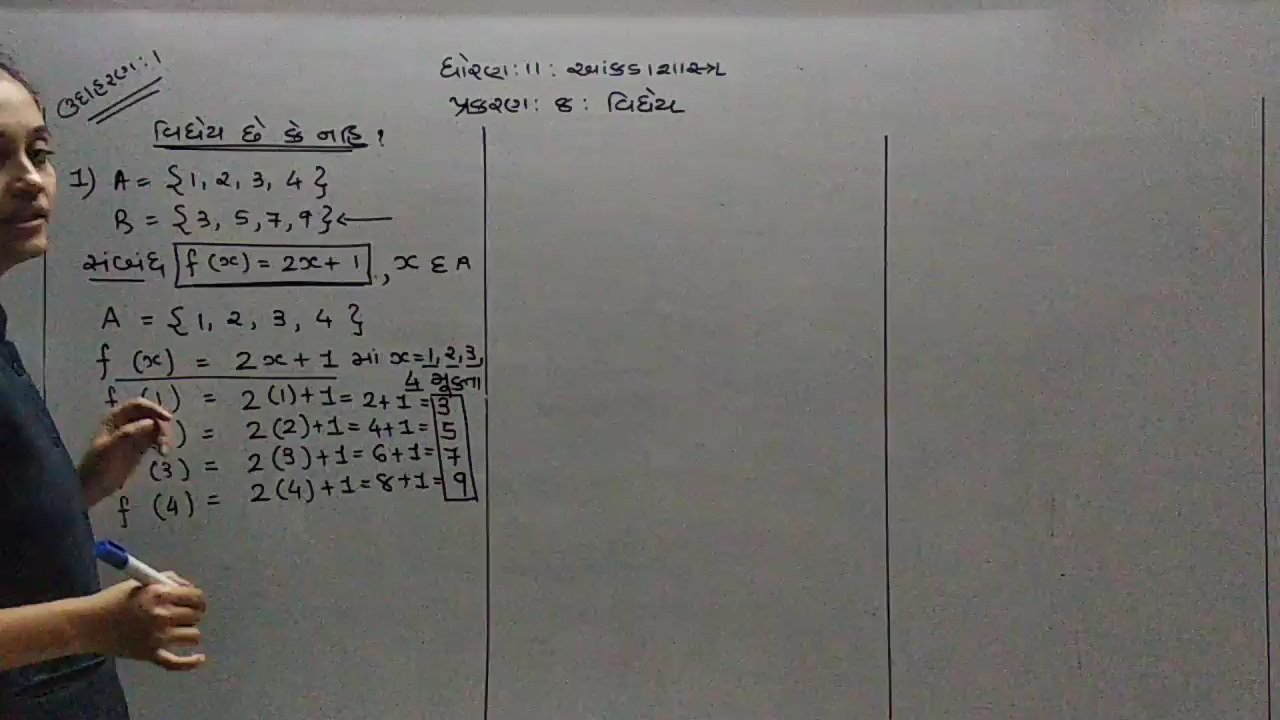 ધોરણ: 11: આંકડાશાસ્ત્ર
પ્રકરણ: 8: વિધેય
ઉદાહરણ: 1
વિધેય છે કે નહિ?
1) A = {1, 2, 3, 4}
B = {3, 5, 7, 9} ←
સંબંધ f(x) = 2x + 1, x ∈ A
A = {1, 2, 3, 4}
f (x) = 2x + 1 માં x = 1, 2, 3,
4 મૂકતા
f (1) = 2(1)+1 = 2+1 = 3
) = 2(2)+1 = 4+1 = 5
(3) = 2(3)+1 = 6+1 = 7
f (4) = 2(4)+1 = 8+1 = 9